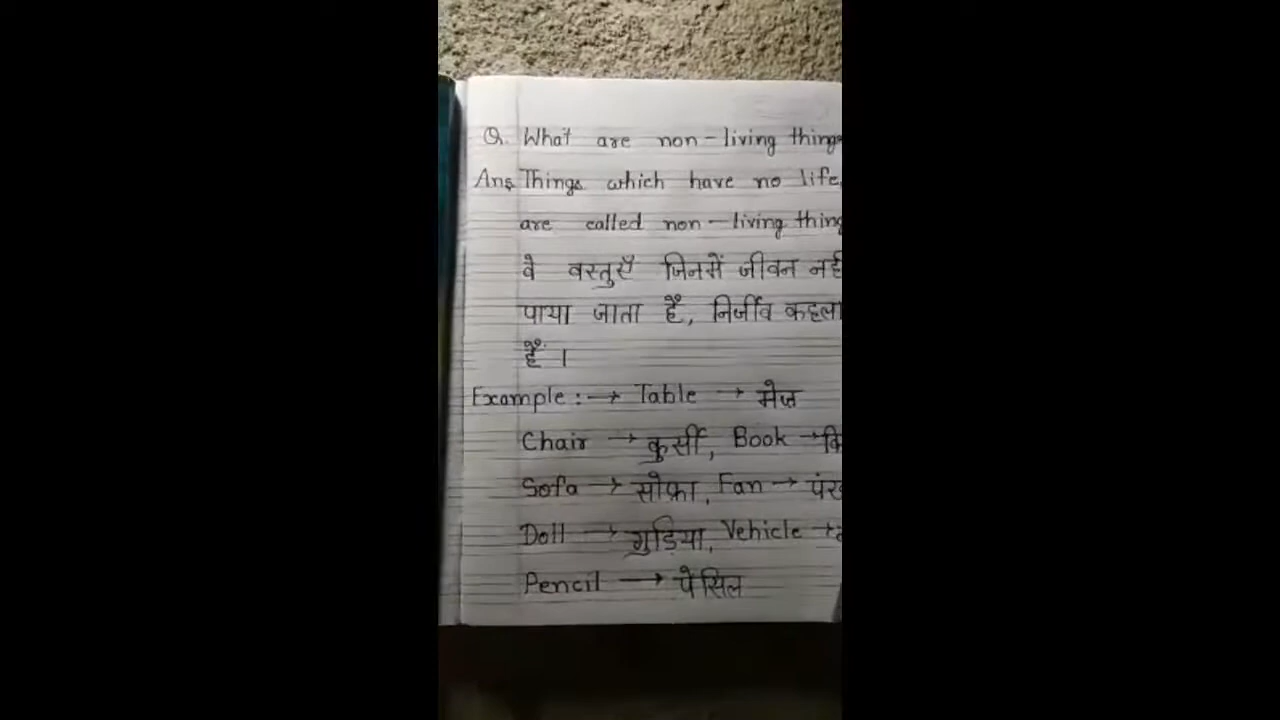 Q. What are non-living things
Ans. Things which have no life,
are called non-living thing
वे वस्तुएँ जिनमें जीवन नही
पाया जाता है, निर्जीव कहला
हैं ।
Example :→ Table → मेज़
Chair → कुर्सी, Book → कि
Sofa → सोफ़ा, Fan → पंख
Doll → गुड़िया, Vehicle →
Pencil → पेंसिल